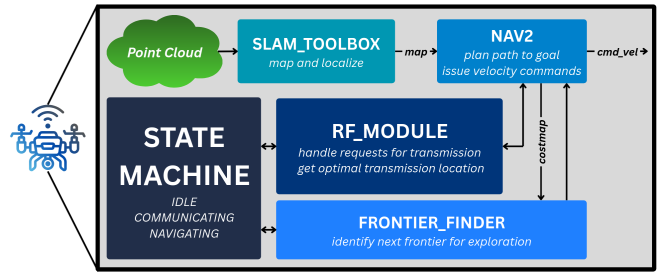 Point Cloud
SLAM_TOOLBOX
map and localize
map
NAV2
plan path to goal
issue velocity commands
cmd_vel
STATE
MACHINE
IDLE
COMMUNICATING
NAVIGATING
RF_MODULE
handle requests for transmission
get optimal transmission location
costmap
FRONTIER_FINDER
identify next frontier for exploration